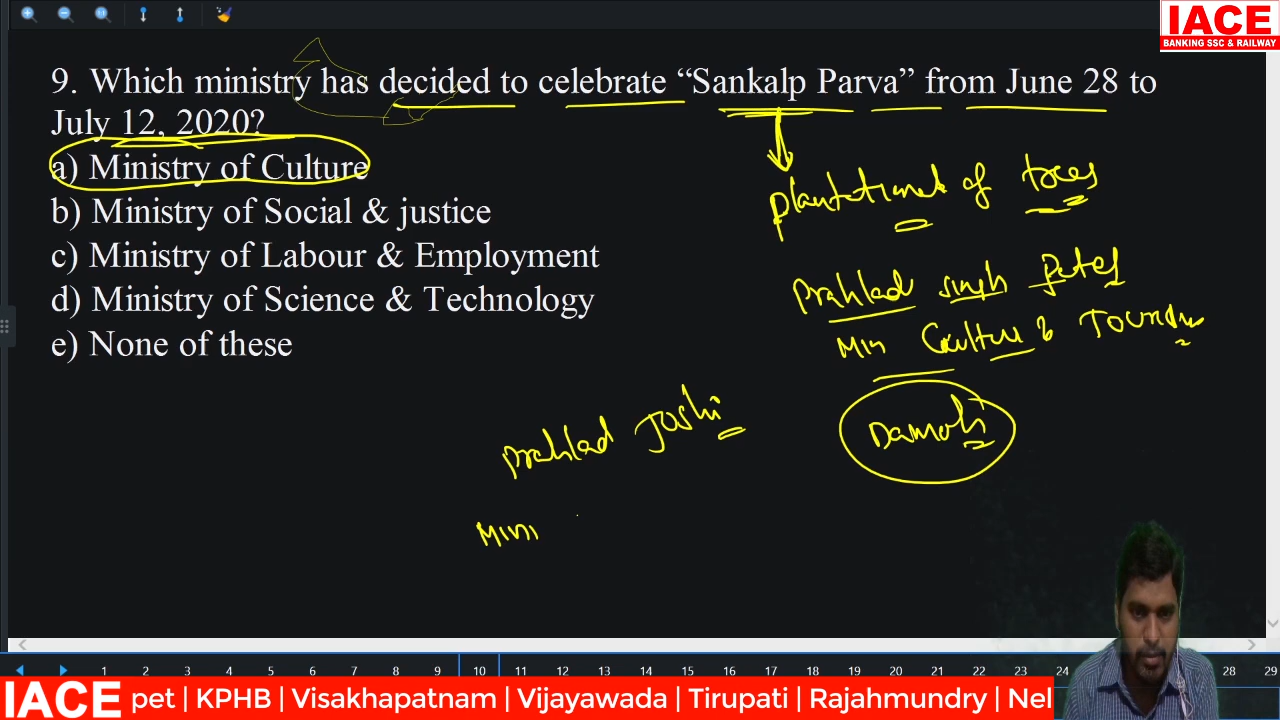 IACE
BANKING SSC & RAILWAY
9. Which ministry has decided to celebrate “Sankalp Parva” from June 28 to
July 12, 2020?
a) Ministry of Culture
b) Ministry of Social & justice
c) Ministry of Labour & Employment
d) Ministry of Science & Technology
e) None of these
of trees
Prahlad singh Patel
Min Culture &
Damoh
Prahlad Joshi
Mini
1 2 3 4 5 6 7 8 9 10 11 12 13 14 15 16 17 18 19 20 21 22 23 24 28 29
IACE pet | KPHB | Visakhapatnam | Vijayawada | Tirupati | Rajahmundry | Nel